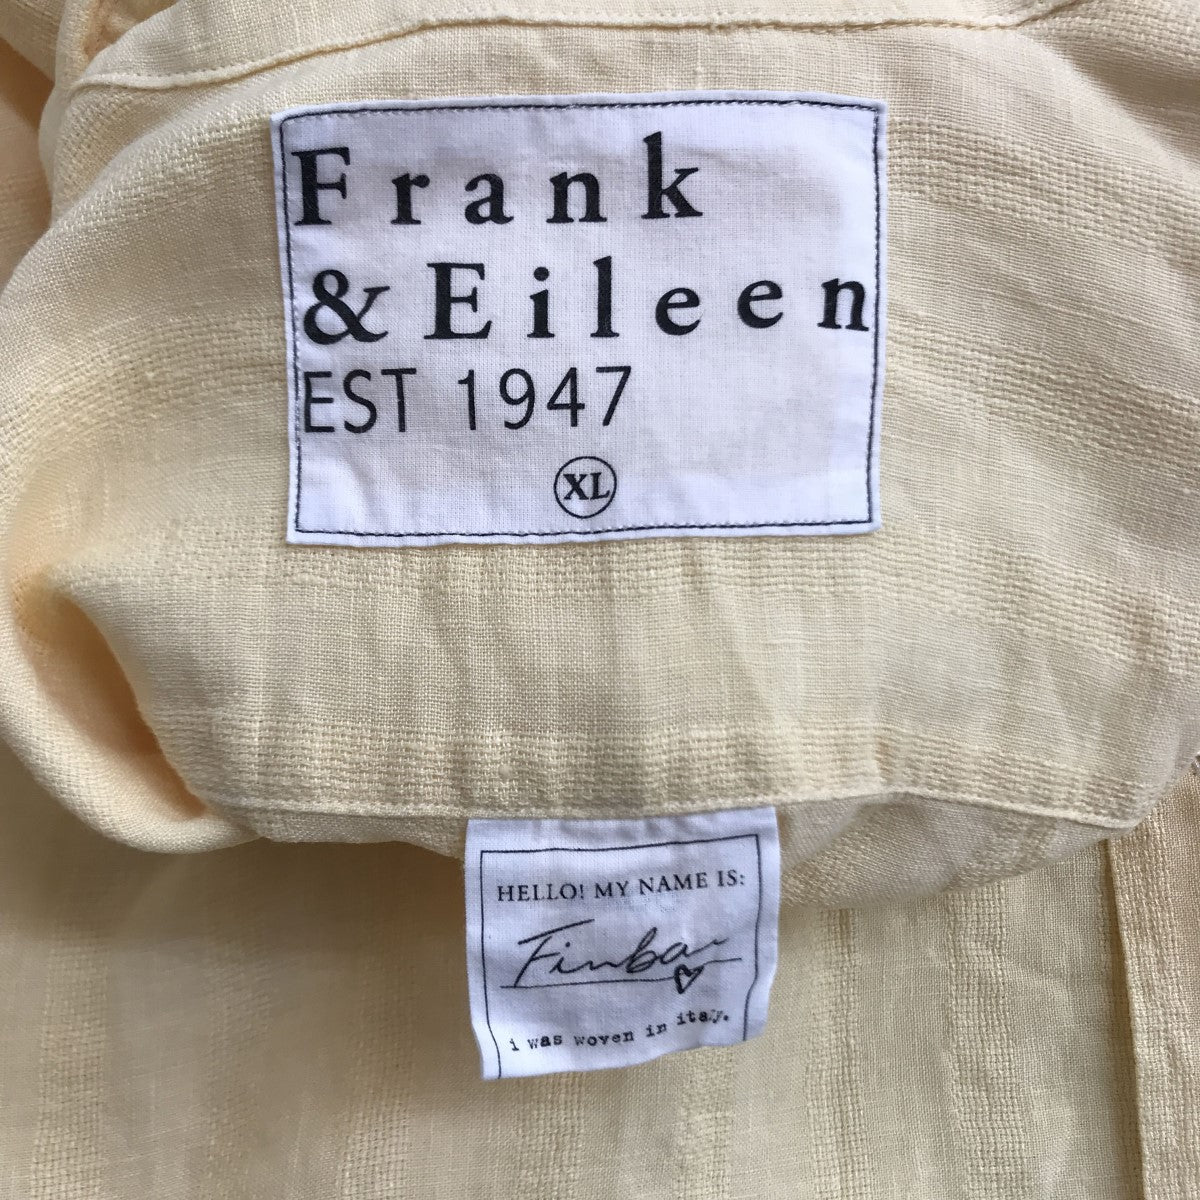 Frank
& Eileen
EST 1947
XL
HELLO! MY NAME IS:
Finbar
i was woven in italy.